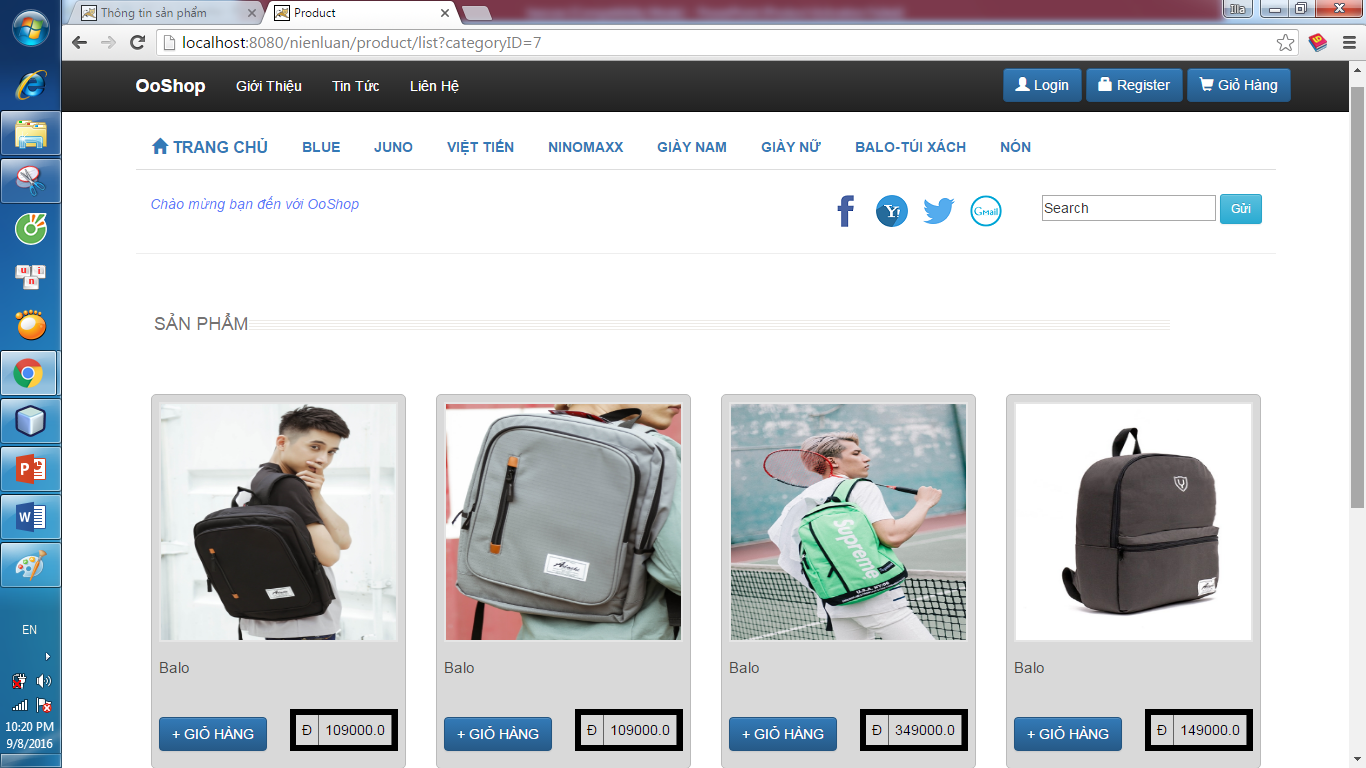 Thông tin sản phẩm
Product
Ilia
localhost:8080/nienluan/product/list?categoryID=7
OoShop Giới Thiệu Tin Tức Liên Hệ Login Register Giỏ Hàng
TRANG CHỦ BLUE JUNO VIỆT TIẾN NINOMAXX GIÀY NAM GIÀY NỮ BALO-TÚI XÁCH NÓN
Chào mừng bạn đến với OoShop
Y!
Gmail
Search Gửi
SẢN PHẨM
Supreme
Balo Balo Balo Balo
+ GIỎ HÀNG Đ 109000.0 + GIỎ HÀNG Đ 109000.0 + GIỎ HÀNG Đ 349000.0 + GIỎ HÀNG Đ 149000.0
EN
10:20 PM
9/8/2016